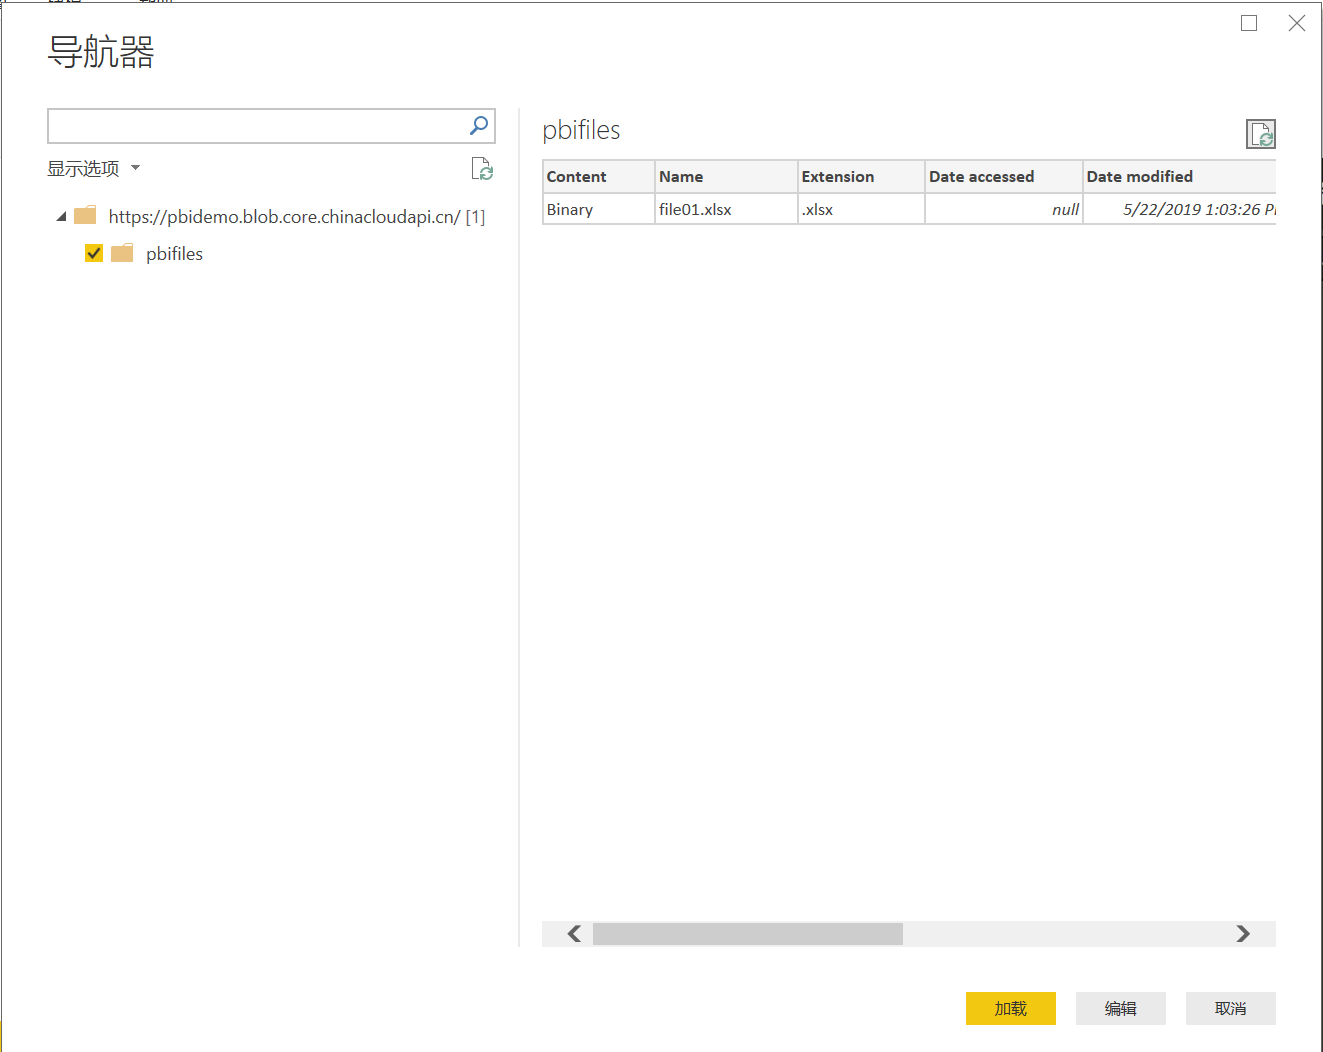 导航器
显示选项
https://pbidemo.blob.core.chinacloudapi.cn/ [1]
pbifiles
pbifiles
Content Name Extension Date accessed Date modified
Binary file01.xlsx .xlsx null 5/22/2019 1:03:26 P
加载 编辑 取消